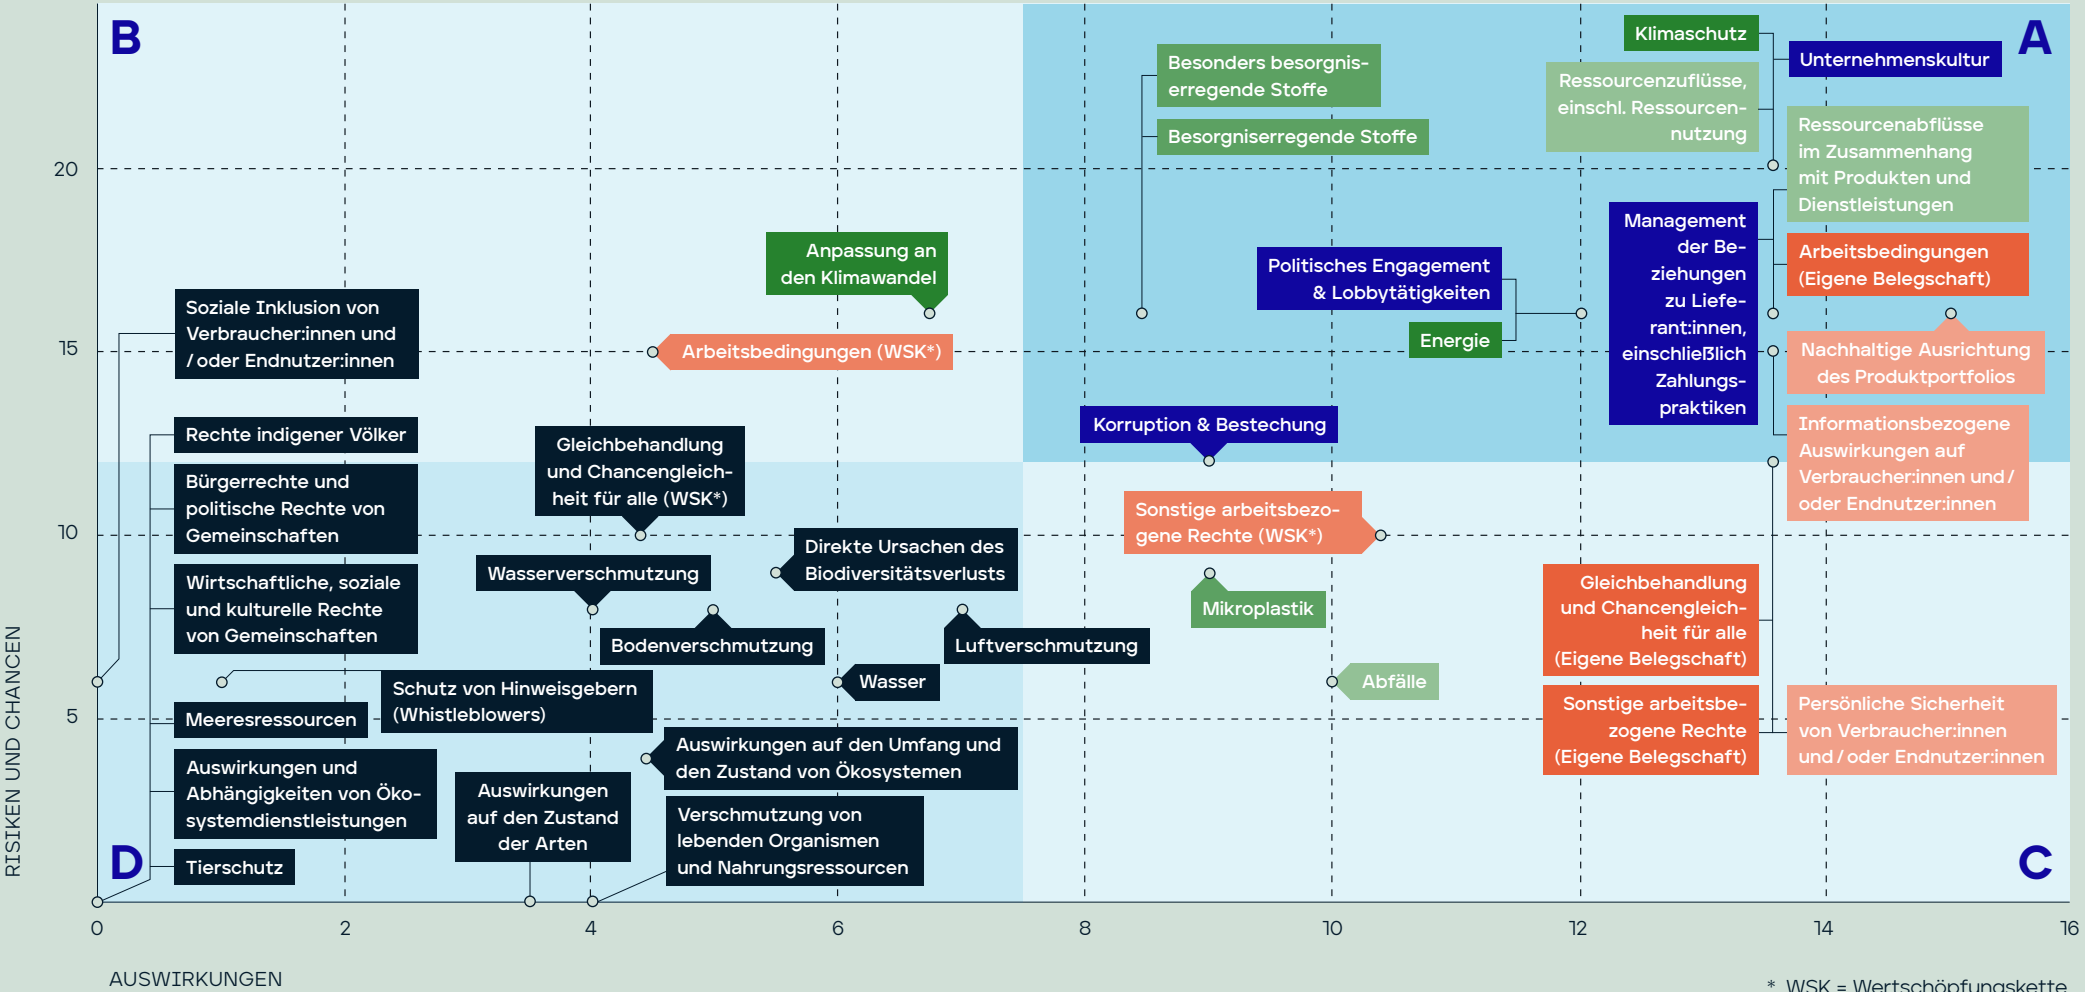 B
A
Klimaschutz
Unternehmenskultur
Besonders besorgnis-
erregende Stoffe
Ressourcenzuflüsse,
einschl. Ressourcen-
nutzung
Besorgniserregende Stoffe
Ressourcenabflüsse
im Zusammenhang
mit Produkten und
Dienstleistungen
20
Management
der Be-
ziehungen
zu Liefe-
rant:innen,
einschließlich
Zahlungs-
praktiken
Anpassung an
den Klimawandel
Politisches Engagement
& Lobbytätigkeiten
Arbeitsbedingungen
(Eigene Belegschaft)
Soziale Inklusion von
Verbraucher:innen und
/ oder Endnutzer:innen
Energie
15
Arbeitsbedingungen (WSK*)
Nachhaltige Ausrichtung
des Produktportfolios
Korruption & Bestechung
Informationsbezogene
Auswirkungen auf
Verbraucher:innen und /
oder Endnutzer:innen
Rechte indigener Völker
Gleichbehandlung
und Chancengleich-
heit für alle (WSK*)
Bürgerrechte und
politische Rechte von
Gemeinschaften
Sonstige arbeitsbezo-
gene Rechte (WSK*)
10
Direkte Ursachen des
Biodiversitätsverlusts
Wasserverschmutzung
Wirtschaftliche, soziale
und kulturelle Rechte
von Gemeinschaften
Mikroplastik
Gleichbehandlung
und Chancengleich-
heit für alle
(Eigene Belegschaft)
Bodenverschmutzung
Luftverschmutzung
Wasser
Abfälle
Schutz von Hinweisgebern
(Whistleblowers)
5
Meeresressourcen
Sonstige arbeitsbe-
zogene Rechte
(Eigene Belegschaft)
Persönliche Sicherheit
von Verbraucher:innen
und / oder Endnutzer:innen
Auswirkungen auf den Umfang und
den Zustand von Ökosystemen
Auswirkungen und
Abhängigkeiten von Öko-
systemdienstleistungen
Auswirkungen
auf den Zustand
der Arten
Verschmutzung von
lebenden Organismen
und Nahrungsressourcen
D
Tierschutz
C
RISIKEN UND CHANCEN
0 2 4 6 8 10 12 14 16
AUSWIRKUNGEN
* WSK = Wertschöpfungskette